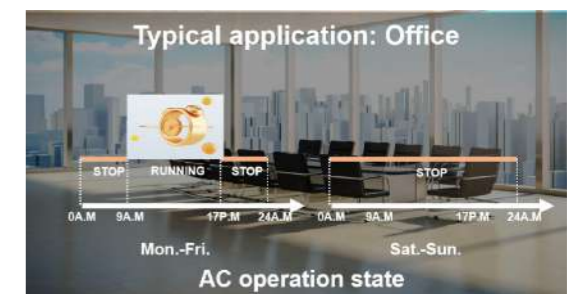 Typical application: Office
STOP RUNNING STOP STOP
0A.M 9A.M 17P.M 24A.M 0A.M 9A.M 17P.M 24A.M
Mon.-Fri. Sat.-Sun.
AC operation state